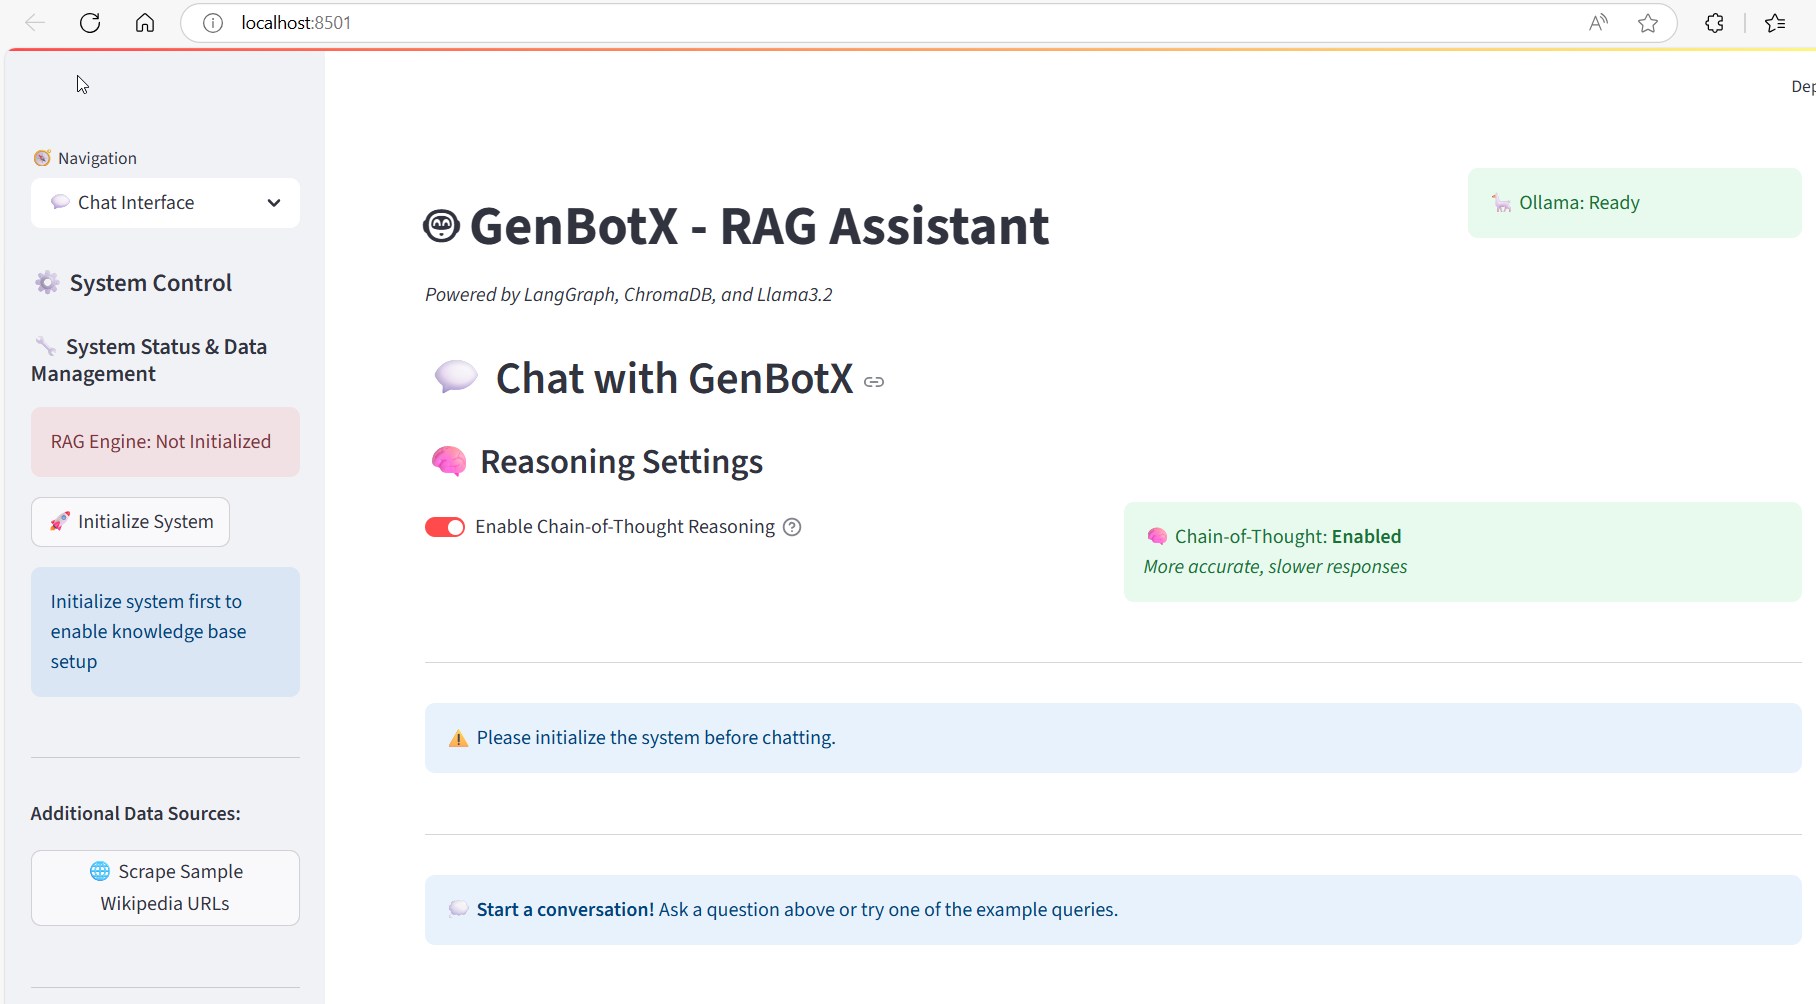 localhost:8501
Dep
Navigation
Chat Interface
System Control
System Status & Data
Management
RAG Engine: Not Initialized
Initialize System
Initialize system first to
enable knowledge base
setup
Additional Data Sources:
Scrape Sample
Wikipedia URLs
Ollama: Ready
GenBotX - RAG Assistant
Powered by LangGraph, ChromaDB, and Llama3.2
Chat with GenBotX
Reasoning Settings
Enable Chain-of-Thought Reasoning
Chain-of-Thought: Enabled
More accurate, slower responses
Please initialize the system before chatting.
Start a conversation! Ask a question above or try one of the example queries.